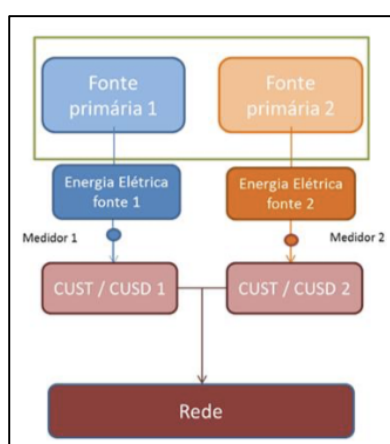 Fonte
primária 1
Fonte
primária 2
Energia Elétrica
fonte 1
Energia Elétrica
fonte 2
Medidor 1
Medidor 2
CUST / CUSD 1
CUST / CUSD 2
Rede